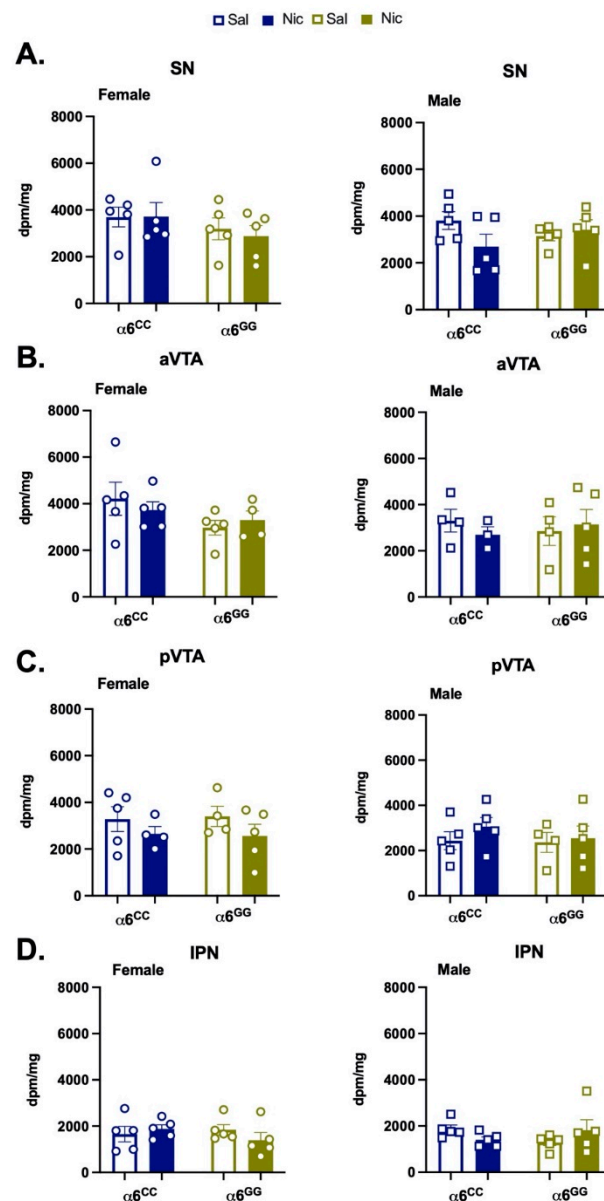 Sal Nic Sal Nic
A.
SN
SN
Female
Male
8000
6000
4000
2000
0
dpm/mg
α6CC
α6GG
8000
6000
4000
2000
0
dpm/mg
α6CC
α6GG
B.
aVTA
aVTA
Female
Male
8000
6000
4000
2000
0
dpm/mg
α6CC
α6GG
8000
6000
4000
2000
0
dpm/mg
α6CC
α6GG
C.
pVTA
pVTA
Female
Male
8000
6000
4000
2000
0
dpm/mg
α6CC
α6GG
8000
6000
4000
2000
0
dpm/mg
α6CC
α6GG
D.
IPN
IPN
Female
Male
8000
6000
4000
2000
0
dpm/mg
α6CC
α6GG
8000
6000
4000
2000
0
dpm/mg
α6CC
α6GG